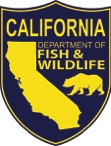 CALIFORNIA
DEPARTMENT OF
FISH &
WILDLIFE